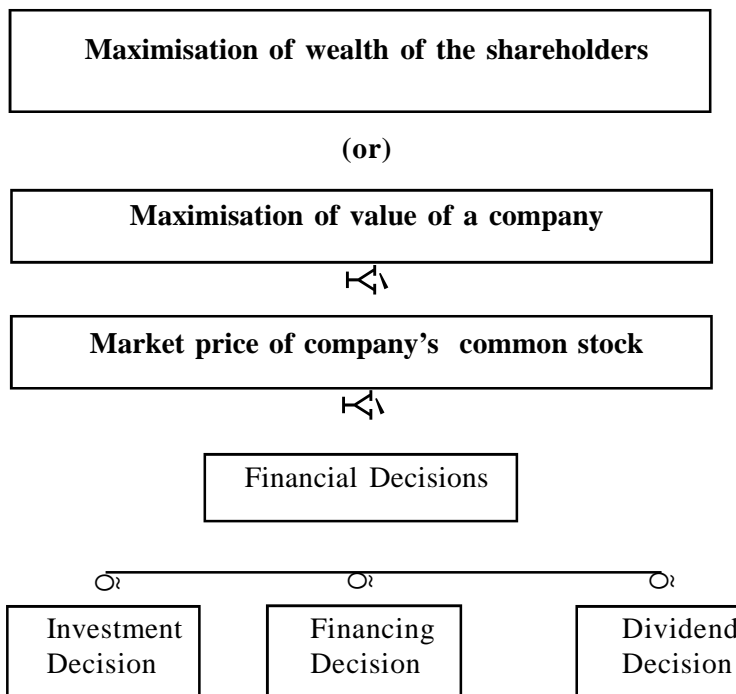 Maximisation of wealth of the shareholders
(or)
Maximisation of value of a company
Market price of company's common stock
Financial Decisions
Investment
Decision
Financing
Decision
Dividend
Decision